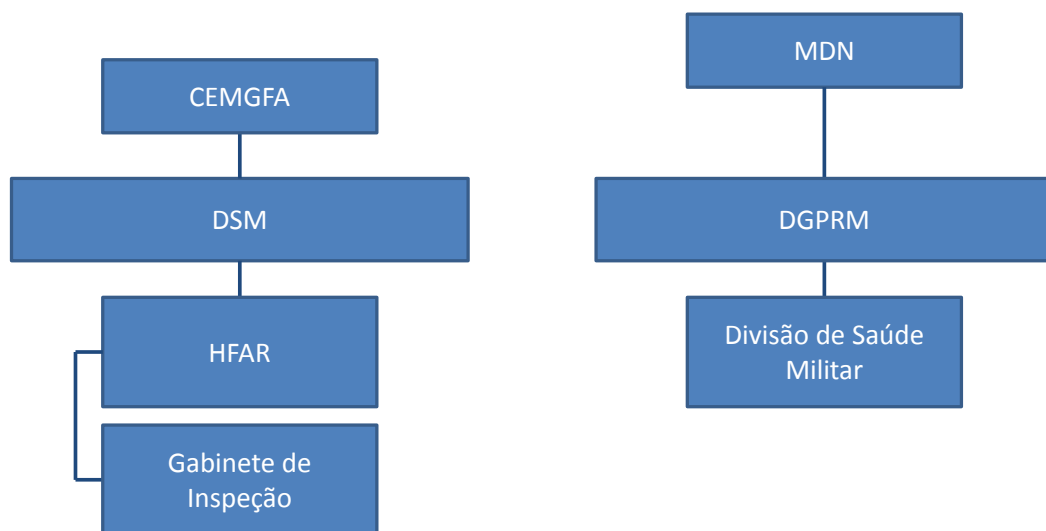 CEMGFA
DSM
HFAR
Gabinete de
Inspeção
MDN
DGPRM
Divisão de Saúde
Militar